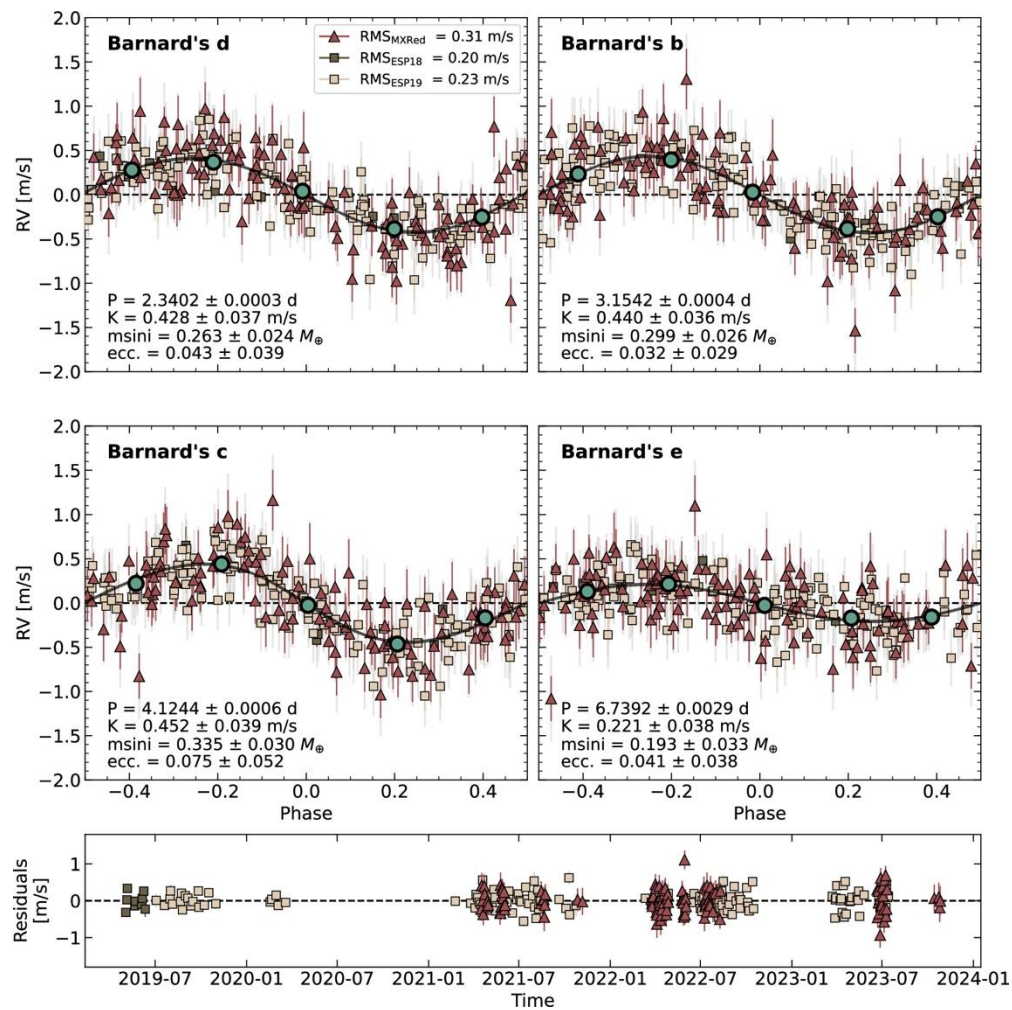 Barnard's d
RMS_MXRed = 0.31 m/s
RMS_ESP18 = 0.20 m/s
RMS_ESP19 = 0.23 m/s
Barnard's b
2.0
1.5
1.0
0.5
0.0
−0.5
−1.0
−1.5
−2.0
RV [m/s]
P = 2.3402 ± 0.0003 d
K = 0.428 ± 0.037 m/s
msini = 0.263 ± 0.024 M⊕
ecc. = 0.043 ± 0.039
P = 3.1542 ± 0.0004 d
K = 0.440 ± 0.036 m/s
msini = 0.299 ± 0.026 M⊕
ecc. = 0.032 ± 0.029
Barnard's c
Barnard's e
2.0
1.5
1.0
0.5
0.0
−0.5
−1.0
−1.5
−2.0
RV [m/s]
P = 4.1244 ± 0.0006 d
K = 0.452 ± 0.039 m/s
msini = 0.335 ± 0.030 M⊕
ecc. = 0.075 ± 0.052
P = 6.7392 ± 0.0029 d
K = 0.221 ± 0.038 m/s
msini = 0.193 ± 0.033 M⊕
ecc. = 0.041 ± 0.038
−0.4 −0.2 0.0 0.2 0.4
−0.4 −0.2 0.0 0.2 0.4
Phase
Phase
Residuals
[m/s]
1
0
−1
2019-07 2020-01 2020-07 2021-01 2021-07 2022-01 2022-07 2023-01 2023-07 2024-01
Time